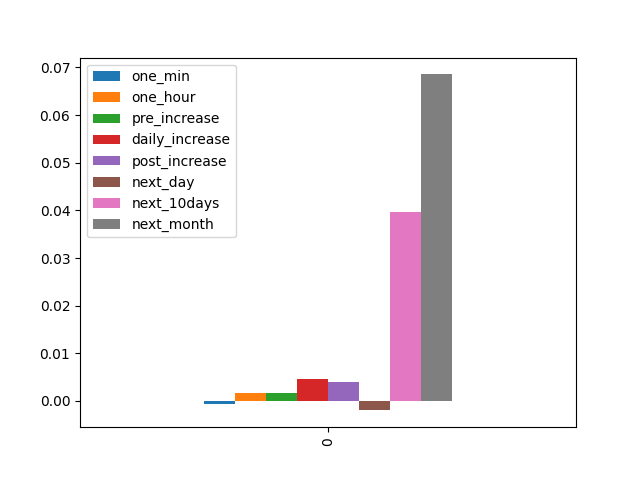 0.07
0.06
0.05
0.04
0.03
0.02
0.01
0.00
one_min
one_hour
pre_increase
daily_increase
post_increase
next_day
next_10days
next_month
0